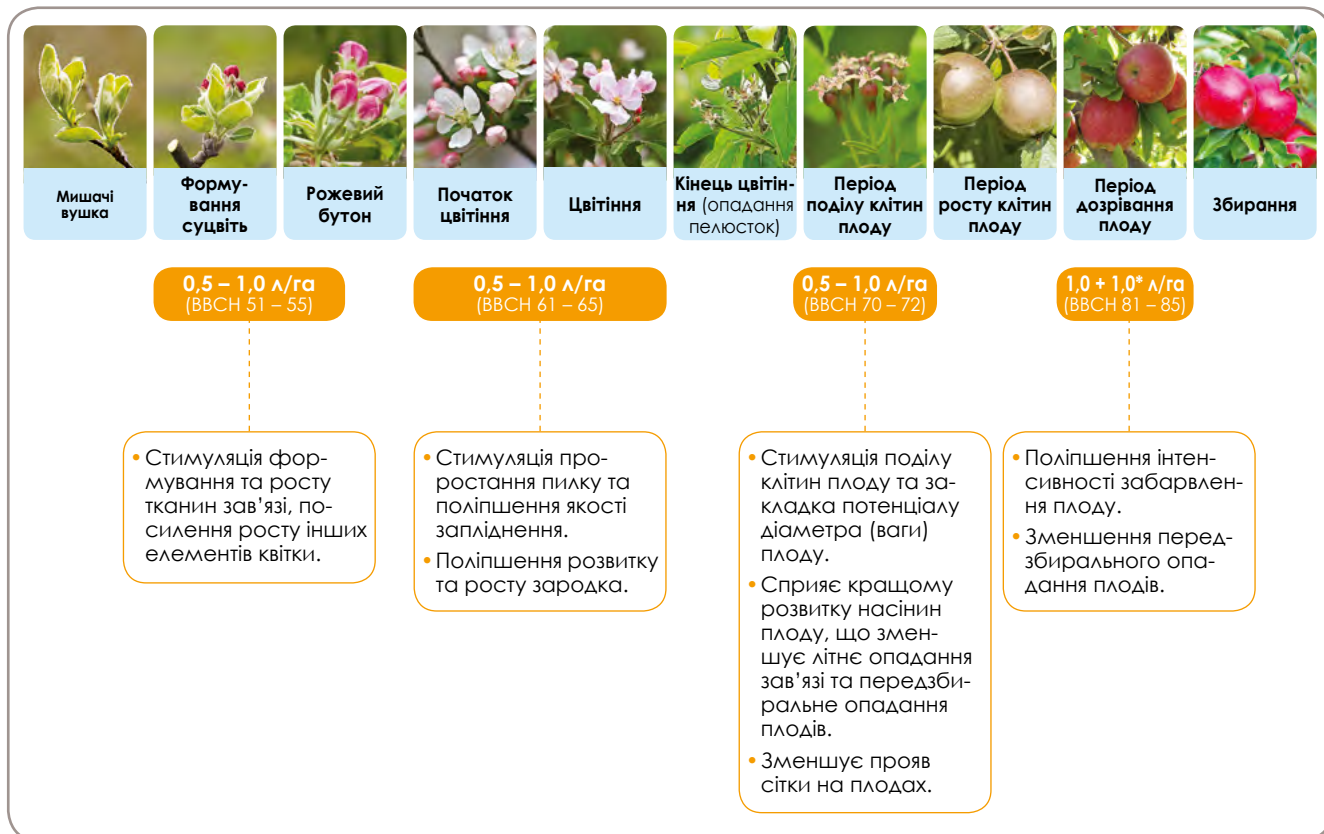 Мишачі
вушка
Форму-
вання
суцвіть
Рожевий
бутон
Початок
цвітіння
Цвітіння
Кінець цвітін-
ня (опадання
пелюсток)
Період
поділу клітин
плоду
Період
росту клітин
плоду
Період
дозрівання
плоду
Збирання
0,5 – 1,0 л/га
(ВВСН 51 – 55)
0,5 – 1,0 л/га
(ВВСН 61 – 65)
0,5 – 1,0 л/га
(ВВСН 70 – 72)
1,0 + 1,0* л/га
(ВВСН 81 – 85)
• Стимуляція фор-
мування та росту
тканин зав’язі, по-
силення росту інших
елементів квітки.
• Стимуляція про-
ростання пилку та
поліпшення якості
запліднення.
• Поліпшення розвитку
та росту зародка.
• Стимуляція поділу
клітин плоду та за-
кладка потенціалу
діаметра (ваги)
плоду.
• Сприяє кращому
розвитку насінин
плоду, що змен-
шує літнє опадання
зав’язі та передзби-
ральне опадання
плодів.
• Зменшує прояв
сітки на плодах.
• Поліпшення інтен-
сивності забарвлен-
ня плоду.
• Зменшення перед-
збирального опа-
дання плодів.